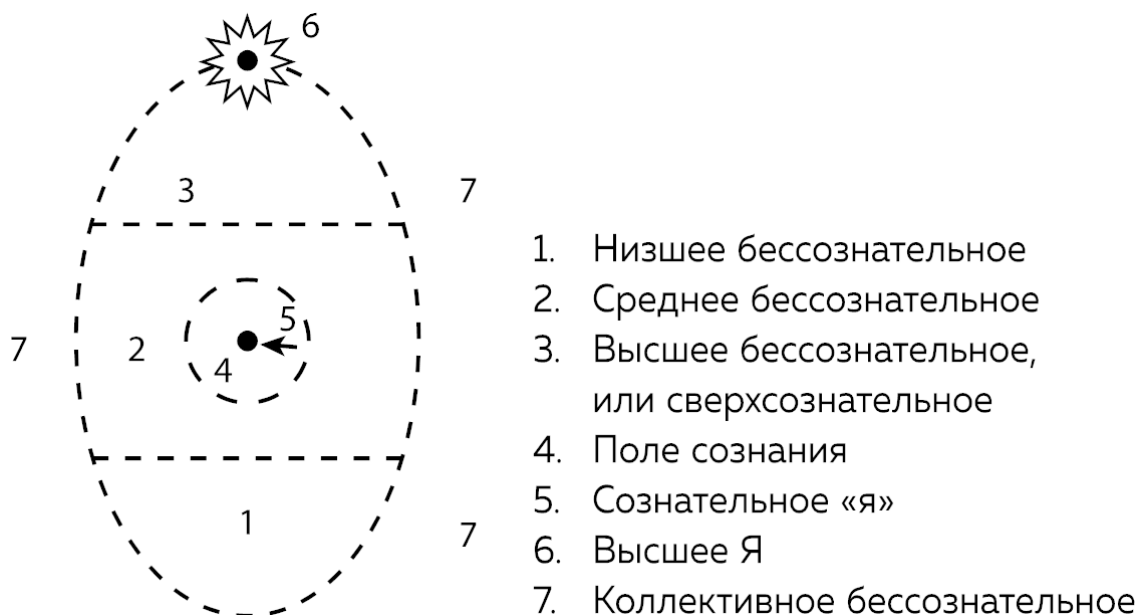 6
3
7
5
7
2
4
1
7
1. Низшее бессознательное
2. Среднее бессознательное
3. Высшее бессознательное,
или сверхсознательное
4. Поле сознания
5. Сознательное «я»
6. Высшее Я
7. Коллективное бессознательное